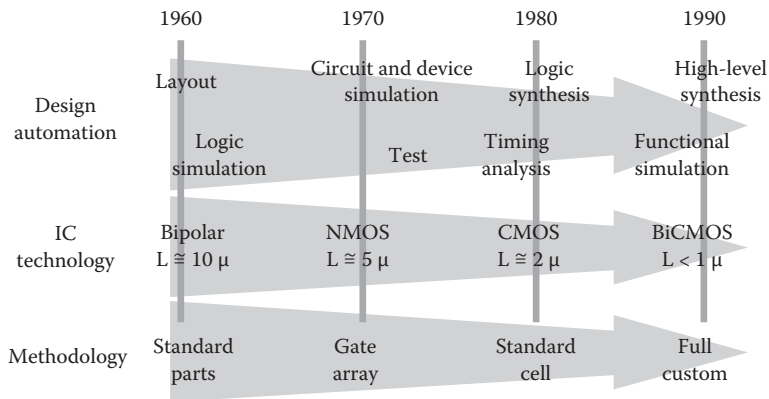 1960 1970 1980 1990
Design
automation
Layout
Circuit and device
simulation
Logic
synthesis
High-level
synthesis
Logic
simulation
Test
Timing
analysis
Functional
simulation
IC
technology
Bipolar
L ≅ 10 μ
NMOS
L ≅ 5 μ
CMOS
L ≅ 2 μ
BiCMOS
L < 1 μ
Methodology
Standard
parts
Gate
array
Standard
cell
Full
custom